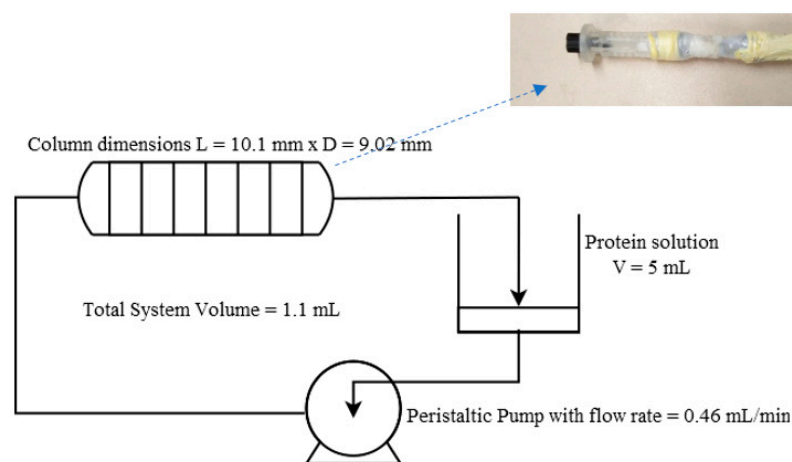 Column dimensions L = 10.1 mm x D = 9.02 mm
Protein solution
V = 5 mL
Total System Volume = 1.1 mL
Peristaltic Pump with flow rate = 0.46 mL/min